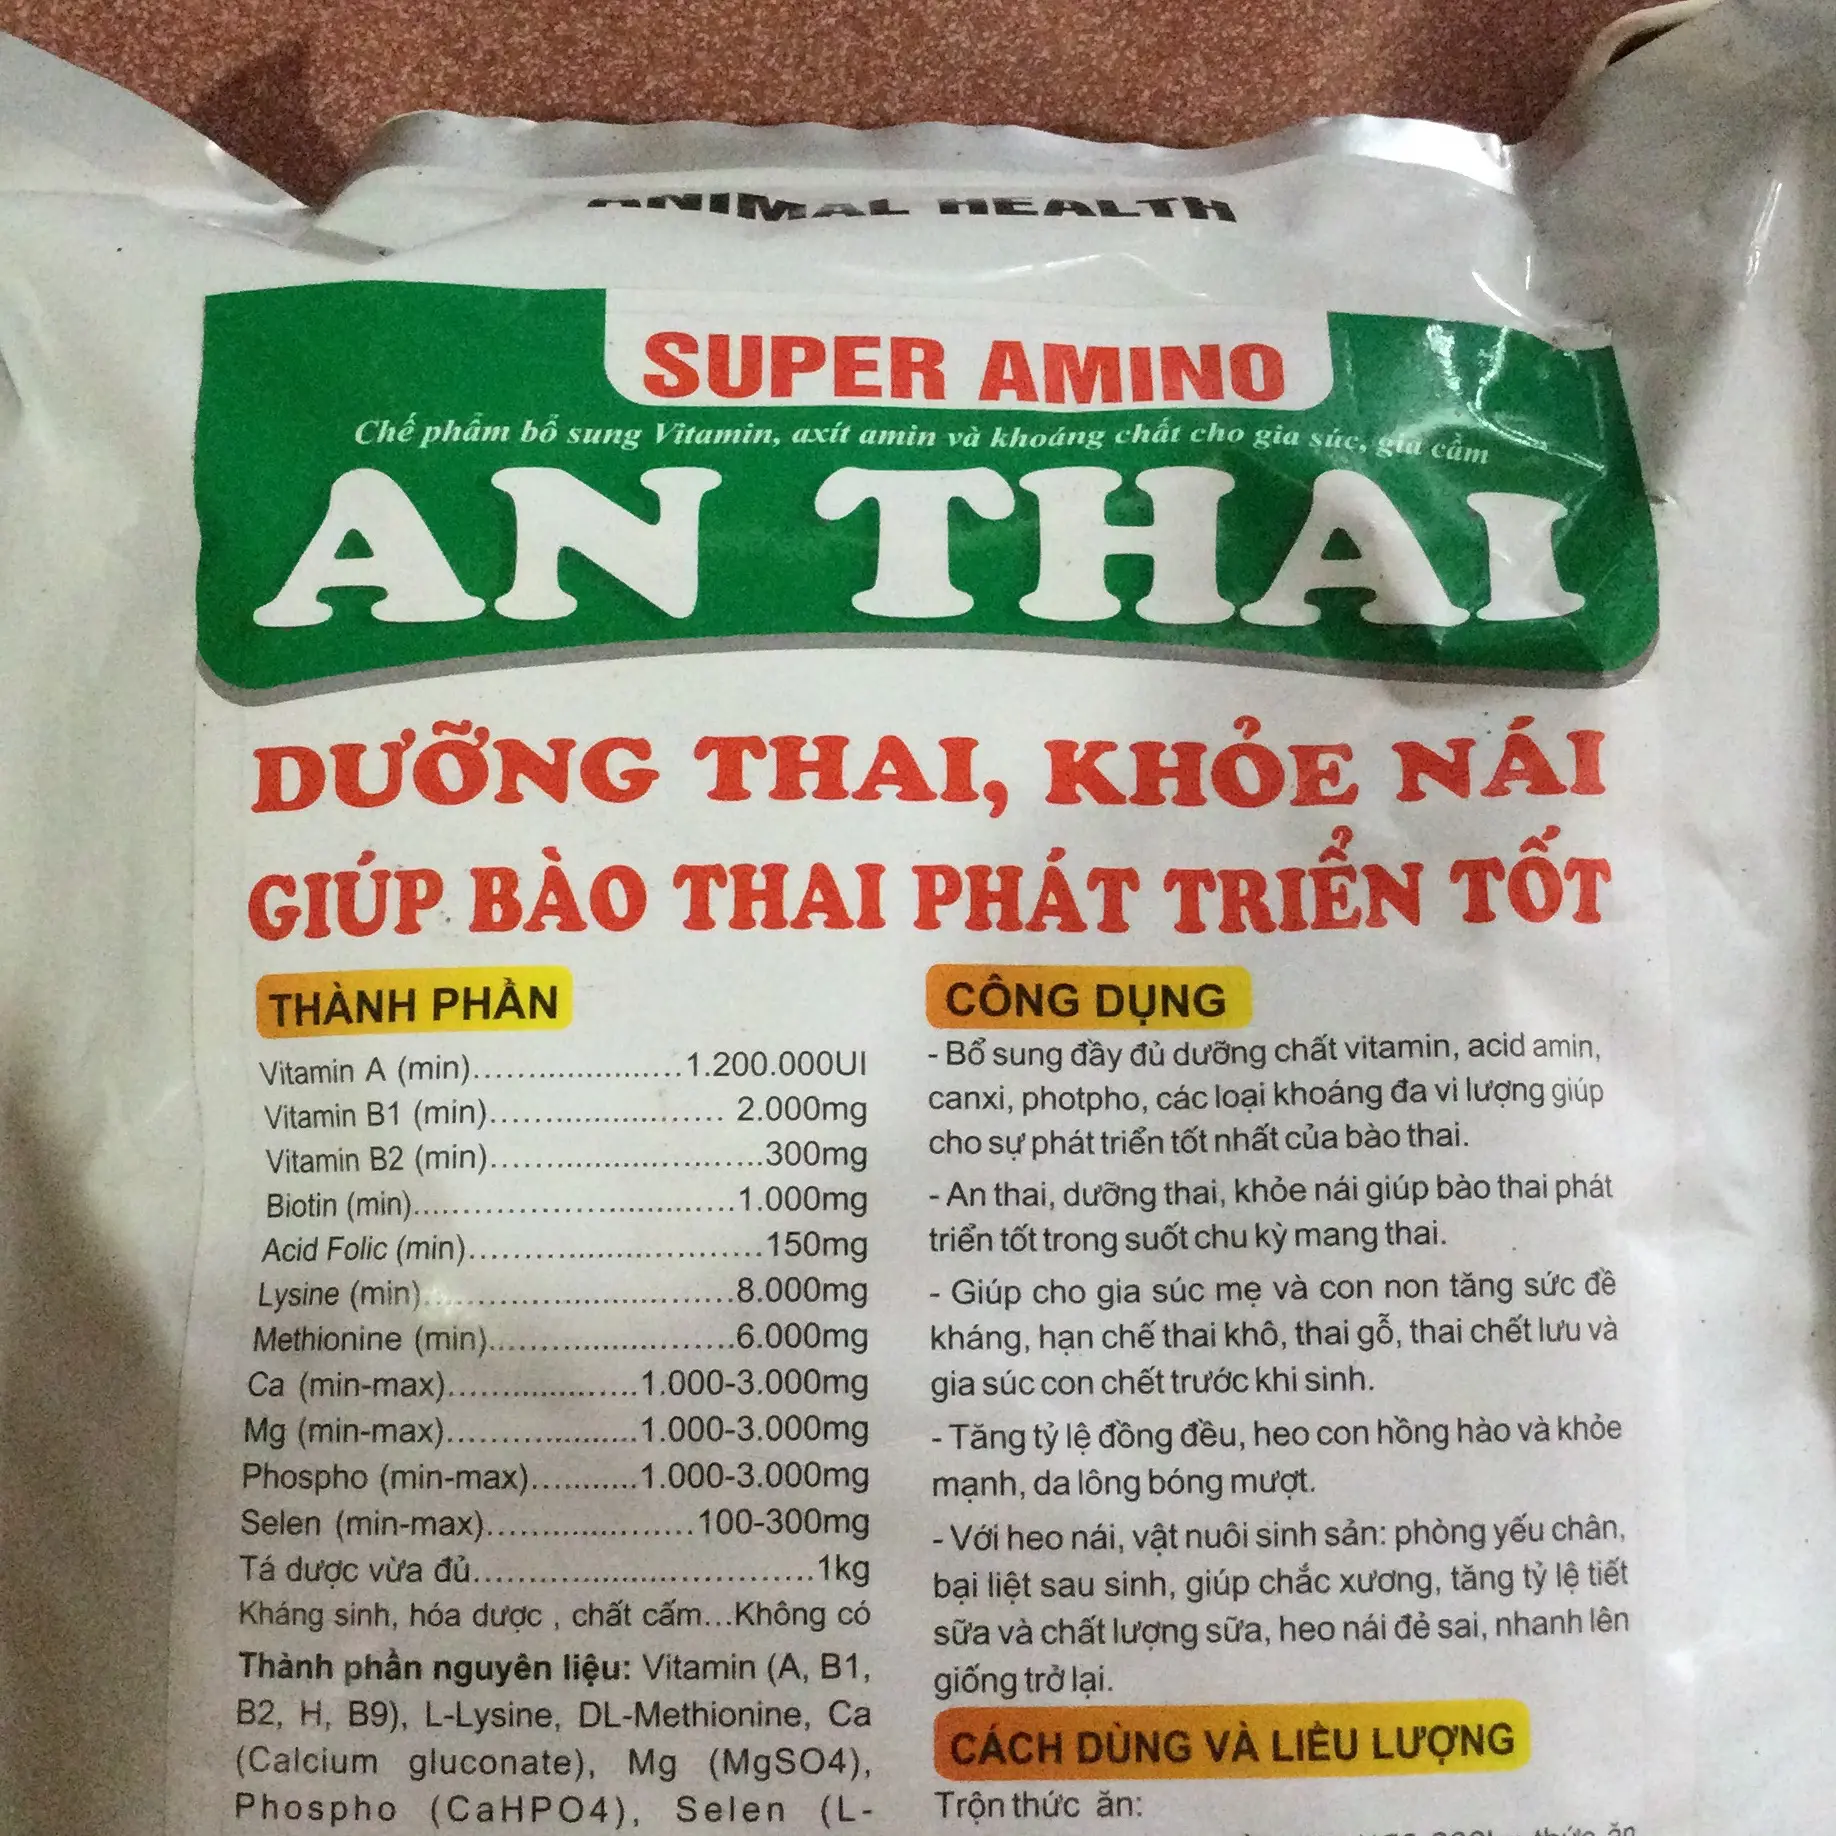 ANIMAL HEALTH
SUPER AMINO
Chế phẩm bổ sung Vitamin, axít amin và khoáng chất cho gia súc, gia cầm
AN THAI
DƯỠNG THAI, KHỎE NÁI
GIÚP BÀO THAI PHÁT TRIỂN TỐT
THÀNH PHẦN
Vitamin A (min).....................1.200.000UI
Vitamin B1 (min)....................... 2.000mg
Vitamin B2 (min)..........................300mg
Biotin (min)................................1.000mg
Acid Folic (min)............................150mg
Lysine (min)..............................8.000mg
Methionine (min)........................6.000mg
Ca (min-max)..................1.000-3.000mg
Mg (min-max)..................1.000-3.000mg
Phospho (min-max)...........1.000-3.000mg
Selen (min-max)....................100-300mg
Tá dược vừa đủ.................................1kg
Kháng sinh, hóa dược , chất cấm...Không có
Thành phần nguyên liệu: Vitamin (A, B1,
B2, H, B9), L-Lysine, DL-Methionine, Ca
(Calcium gluconate), Mg (MgSO4),
Phospho (CaHPO4), Selen (L-
CÔNG DỤNG
- Bổ sung đầy đủ dưỡng chất vitamin, acid amin,
canxi, photpho, các loại khoáng đa vi lượng giúp
cho sự phát triển tốt nhất của bào thai.
- An thai, dưỡng thai, khỏe nái giúp bào thai phát
triển tốt trong suốt chu kỳ mang thai.
- Giúp cho gia súc mẹ và con non tăng sức đề
kháng, hạn chế thai khô, thai gỗ, thai chết lưu và
gia súc con chết trước khi sinh.
- Tăng tỷ lệ đồng đều, heo con hồng hào và khỏe
mạnh, da lông bóng mượt.
- Với heo nái, vật nuôi sinh sản: phòng yếu chân,
bại liệt sau sinh, giúp chắc xương, tăng tỷ lệ tiết
sữa và chất lượng sữa, heo nái đẻ sai, nhanh lên
giống trở lại.
CÁCH DÙNG VÀ LIỀU LƯỢNG
Trộn thức ăn:
thức ăn